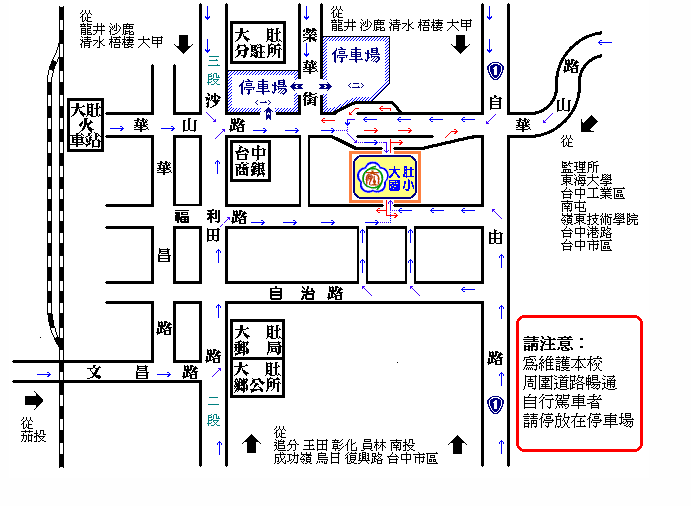 從
龍井 沙鹿
清水 梧棲 大甲
大肚
分駐所
榮華街
停車場
<二>
從
龍井 沙鹿
清水 梧棲 大甲
三段
停車場
<一>
沙田路
自由路
1
華山路
大肚
火
車站
華山路
從
監理所
東海大學
台中工業區
南屯
嶺東技術學院
台中港路
台中市區
台中
商銀
大肚
國小
華昌路
福利路
自治路
大肚
郵局
大肚
鄉公所
文昌路
二段
1
從
茄投
從
追分 王田 彰化 員林 南投
成功嶺 烏日 復興路 台中市區
請注意：
為維護本校
周圍道路暢通
自行駕車者
請停放在停車場